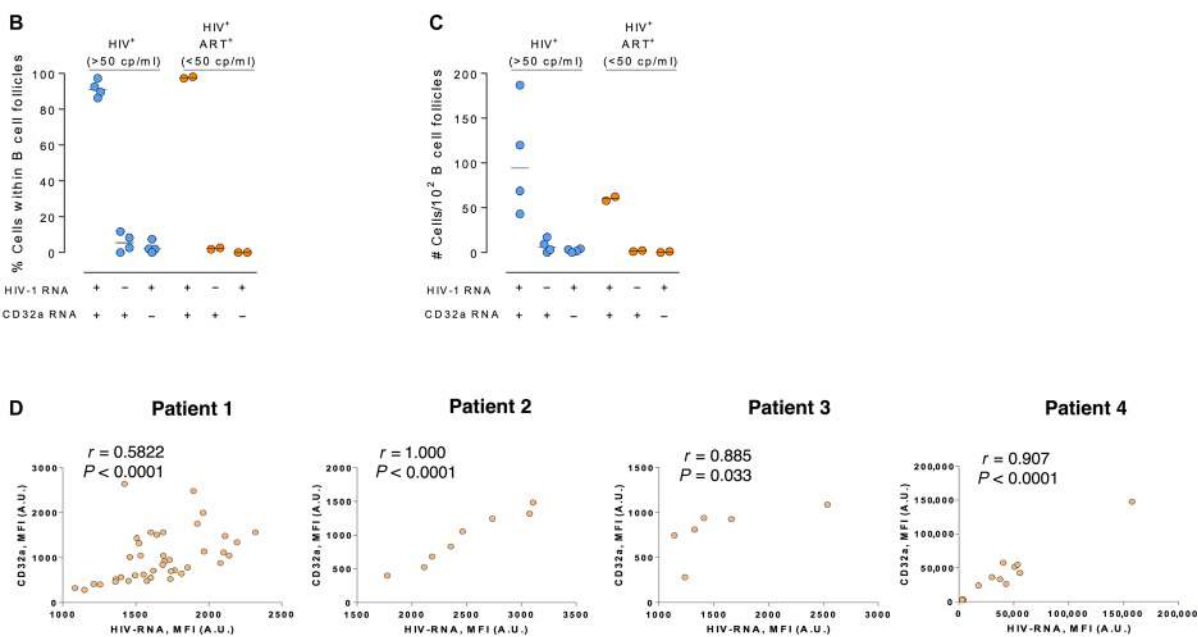 B
HIV⁺
(>50 cp/ml)
HIV⁺
ART⁺
(<50 cp/ml)
% Cells within B cell follicles
100
80
60
40
20
0
HIV-1 RNA + – + + – +
CD32a RNA + + – + + –
C
HIV⁺
(>50 cp/ml)
HIV⁺
ART⁺
(<50 cp/ml)
# Cells/10² B cell follicles
200
150
100
50
0
HIV-1 RNA + – + + – +
CD32a RNA + + – + + –
D
Patient 1
r = 0.5822
P < 0.0001
CD32a, MFI (A.U.)
3000
2000
1000
0
1000 1500 2000 2500
HIV-RNA, MFI (A.U.)
Patient 2
r = 1.000
P < 0.0001
CD32a, MFI (A.U.)
2000
1500
1000
500
0
1500 2000 2500 3000 3500
HIV-RNA, MFI (A.U.)
Patient 3
r = 0.885
P = 0.033
CD32a, MFI (A.U.)
1500
1000
500
0
1000 1500 2000 2500 3000
HIV-RNA, MFI (A.U.)
Patient 4
r = 0.907
P < 0.0001
CD32a, MFI (A.U.)
200,000
150,000
100,000
50,000
0
0 50,000 100,000 150,000 200,000
HIV-RNA, MFI (A.U.)